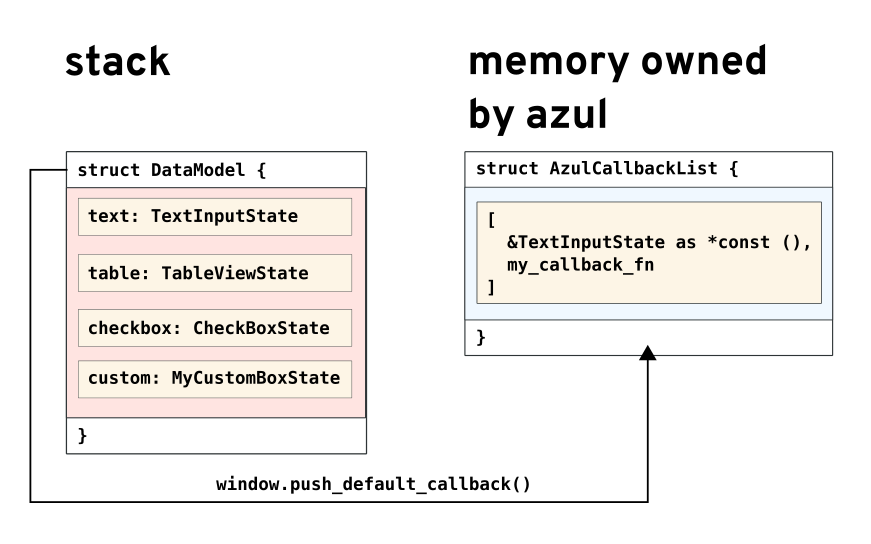 stack
struct DataModel {
text: TextInputState
table: TableViewState
checkbox: CheckBoxState
custom: MyCustomBoxState
}
memory owned
by azul
struct AzulCallbackList {
[
&TextInputState as *const (),
my_callback_fn
]
}
window.push_default_callback()